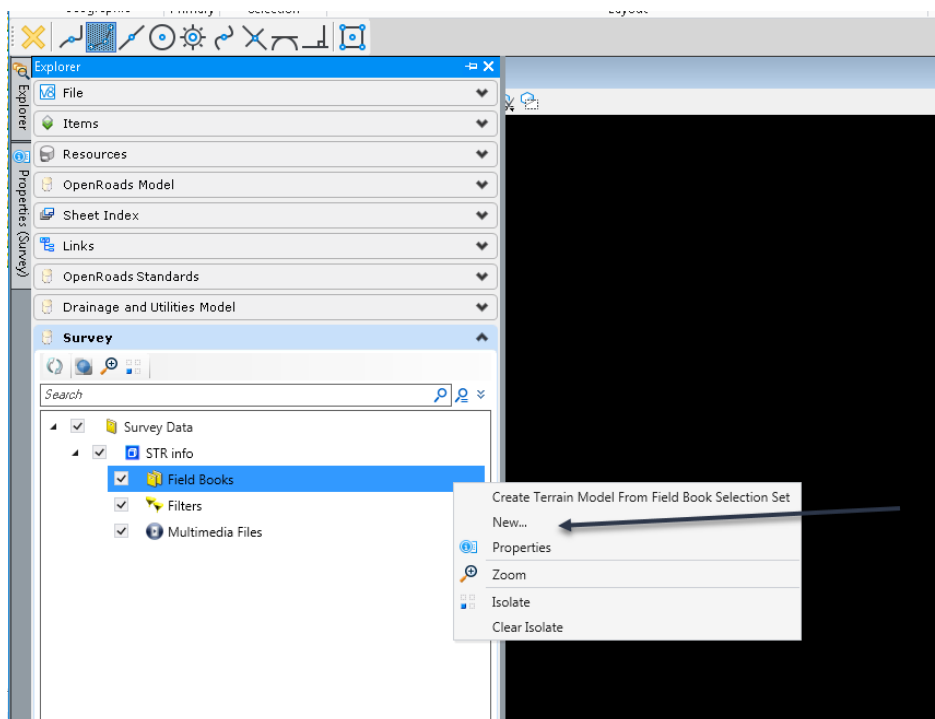 Explorer
Explorer
Properties (Survey)
V8 File
Items
Resources
OpenRoads Model
Sheet Index
Links
OpenRoads Standards
Drainage and Utilities Model
Survey
Search
Survey Data
STR info
Field Books
Filters
Multimedia Files
Create Terrain Model From Field Book Selection Set
New...
Properties
Zoom
Isolate
Clear Isolate